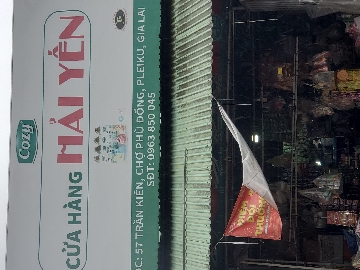 Cozy
CỬA HÀNG
HẢI YẾN
ĐC: 57 TRẦN KIÊN, CHỢ PHÙ ĐỔNG, PLEIKU, GIA LAI
SĐT: 0963 850 045